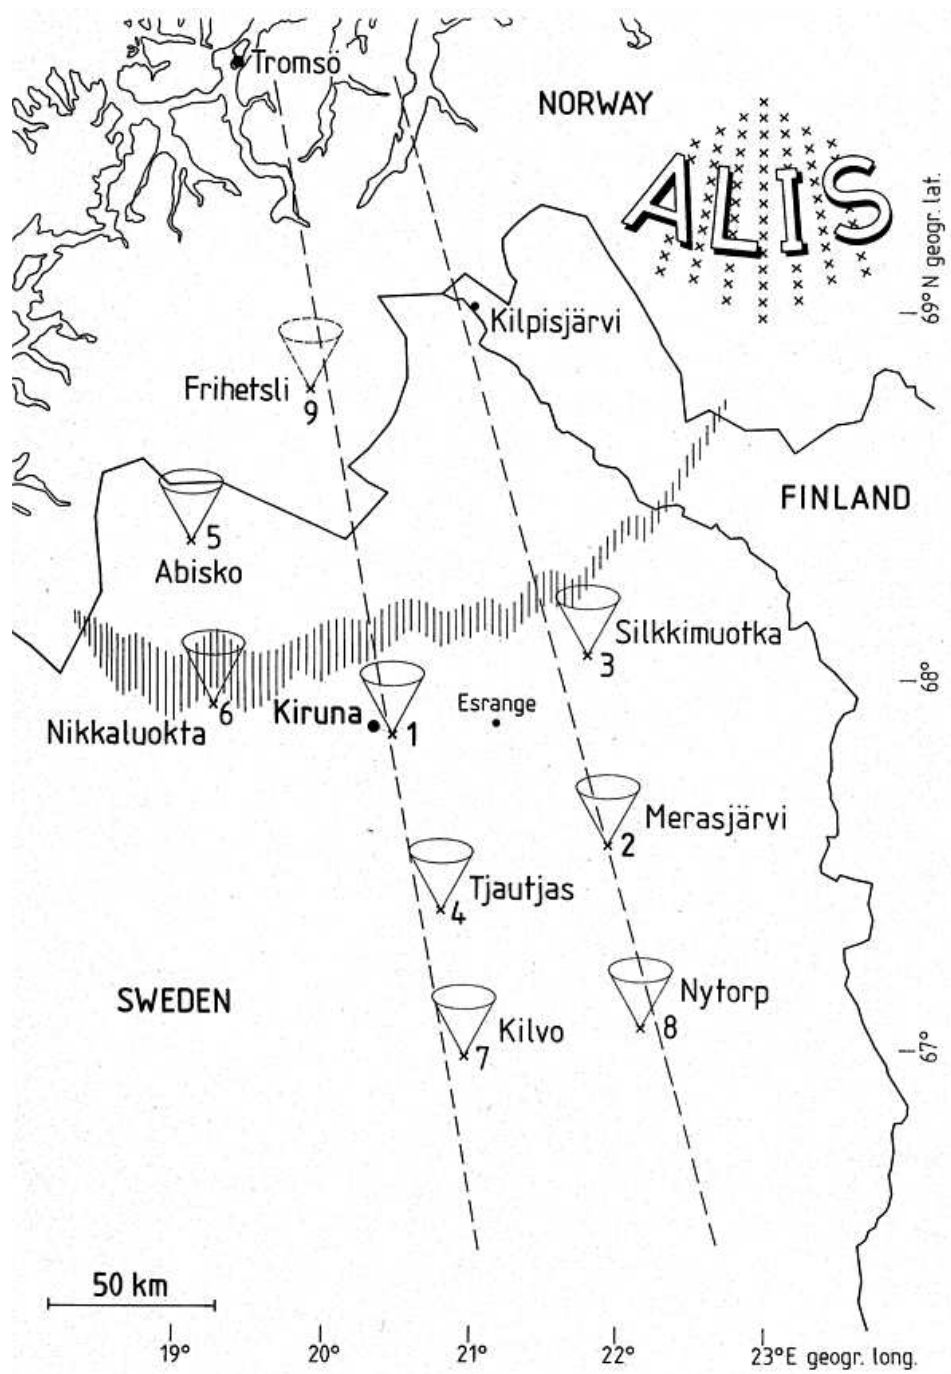 Tromsö
NORWAY
ALIS
69° N geogr. lat.
Kilpisjärvi
Frihetsli
9
FINLAND
5
Abisko
Silkkimuotka
3
68°
Nikkaluokta
6
Kiruna
1
Esrange
Merasjärvi
2
Tjautjas
4
SWEDEN
Nytorp
8
Kilvo
7
67°
50 km
19°
20°
21°
22°
23°E geogr. long.